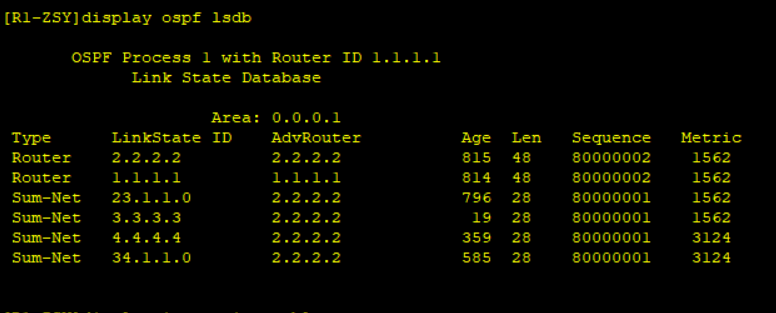 [R1-ZSY]display ospf lsdb
OSPF Process 1 with Router ID 1.1.1.1
Link State Database
Area: 0.0.0.1
Type LinkState ID AdvRouter Age Len Sequence Metric
Router 2.2.2.2 2.2.2.2 815 48 80000002 1562
Router 1.1.1.1 1.1.1.1 814 48 80000002 1562
Sum-Net 23.1.1.0 2.2.2.2 796 28 80000001 1562
Sum-Net 3.3.3.3 2.2.2.2 19 28 80000001 1562
Sum-Net 4.4.4.4 2.2.2.2 359 28 80000001 3124
Sum-Net 34.1.1.0 2.2.2.2 585 28 80000001 3124